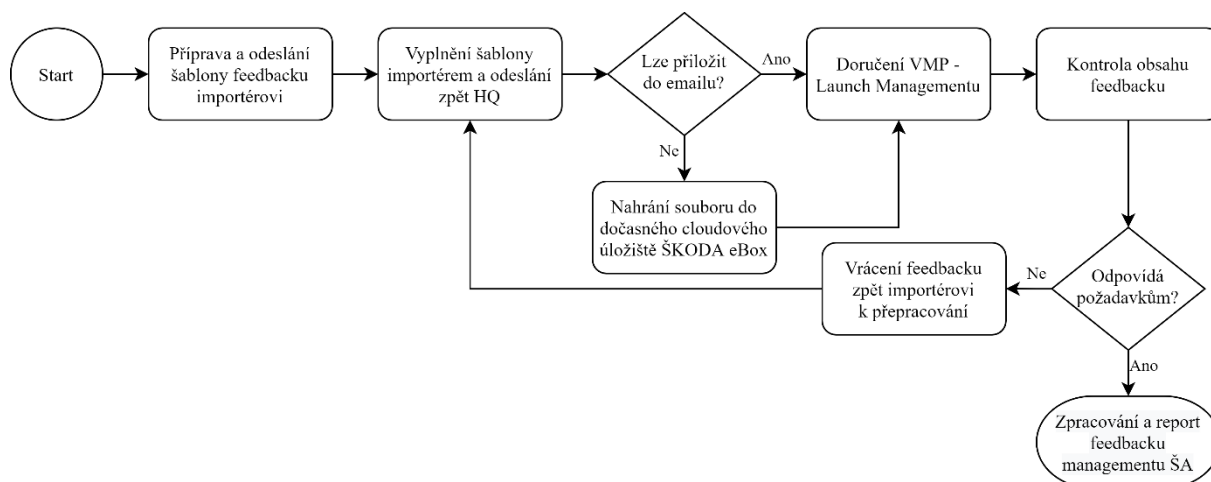 Start
Příprava a odeslání
šablony feedbacku
importérovi
Vyplnění šablony
importérem a odeslání
zpět HQ
Lze přiložit
do emailu?
Ano
Doručení VMP -
Launch Managementu
Kontrola obsahu
feedbacku
Ne
Nahrání souboru do
dočasného cloudového
úložiště ŠKODA eBox
Vrácení feedbacku
zpět importérovi
k přepracování
Ne
Odpovídá
požadavkům?
Ano
Zpracování a report
feedbacku
managementu ŠA